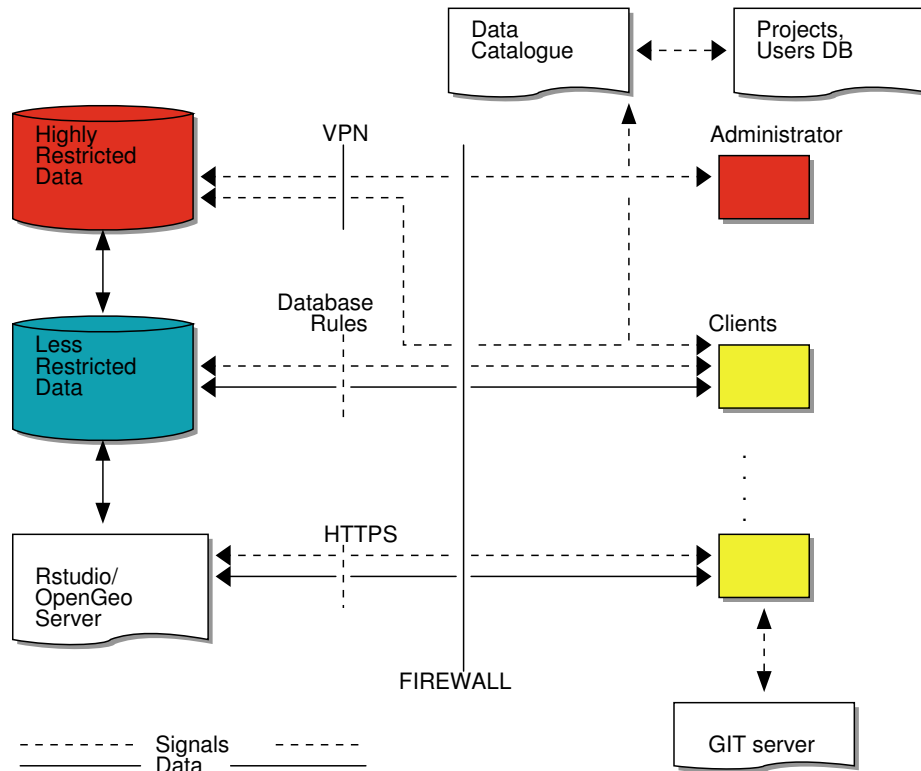 Data
Catalogue
Projects,
Users DB
Highly
Restricted
Data
VPN
Administrator
Database
Rules
Less
Restricted
Data
Clients
HTTPS
Rstudio/
OpenGeo
Server
FIREWALL
GIT server
Signals
Data